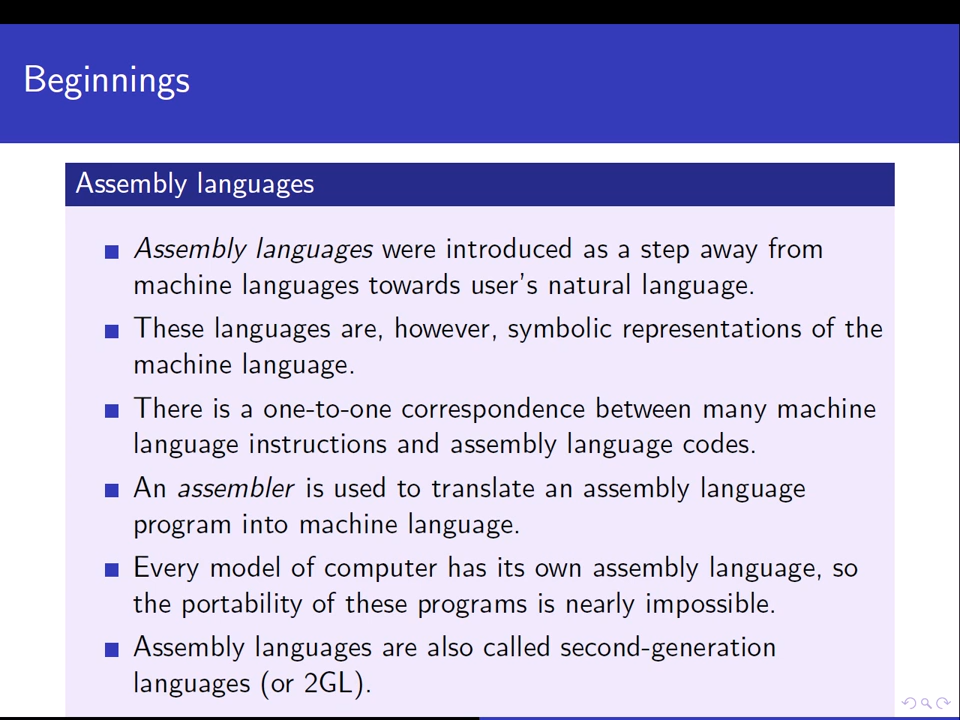 Beginnings
Assembly languages
Assembly languages were introduced as a step away from
machine languages towards user's natural language.
These languages are, however, symbolic representations of the
machine language.
There is a one-to-one correspondence between many machine
language instructions and assembly language codes.
An assembler is used to translate an assembly language
program into machine language.
Every model of computer has its own assembly language, so
the portability of these programs is nearly impossible.
Assembly languages are also called second-generation
languages (or 2GL).